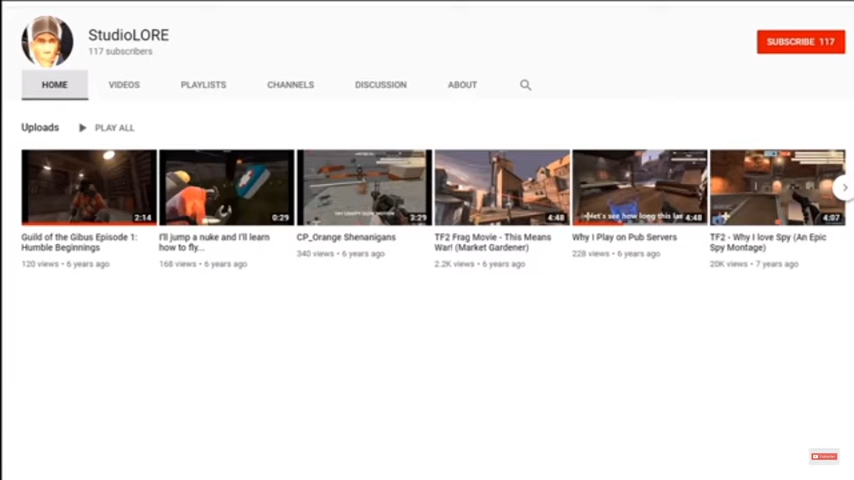 StudioLORE
117 subscribers
SUBSCRIBE 117
HOME VIDEOS PLAYLISTS CHANNELS DISCUSSION ABOUT
Uploads PLAY ALL
2:14
0:29
3:29
Let's see how long this las
4:48
4:48
4:07
Guild of the Gibus Episode 1:
Humble Beginnings
120 views • 6 years ago
I'll jump a nuke and I'll learn
how to fly...
168 views • 6 years ago
CP_Orange Shenanigans
340 views • 6 years ago
TF2 Frag Movie - This Means
War! (Market Gardener)
2.2K views • 6 years ago
Why I Play on Pub Servers
228 views • 6 years ago
TF2 - Why I love Spy (An Epic
Spy Montage)
20K views • 7 years ago